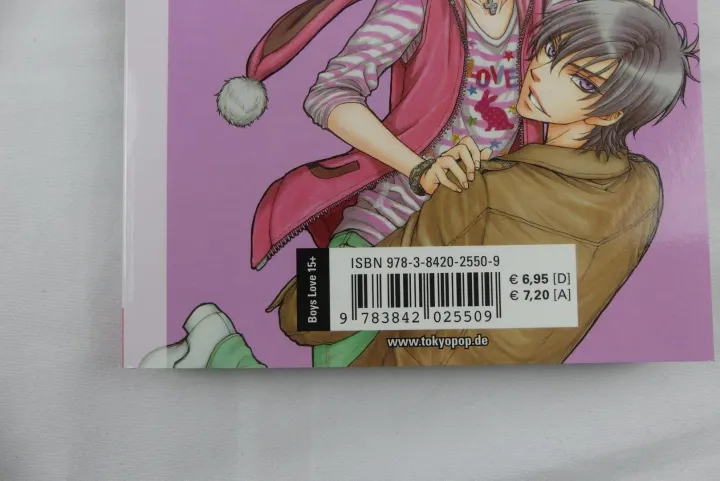 LOVE
Boys Love 15+
ISBN 978-3-8420-2550-9
€ 6,95 [D]
€ 7,20 [A]
9 783842 025509
www.tokyopop.de